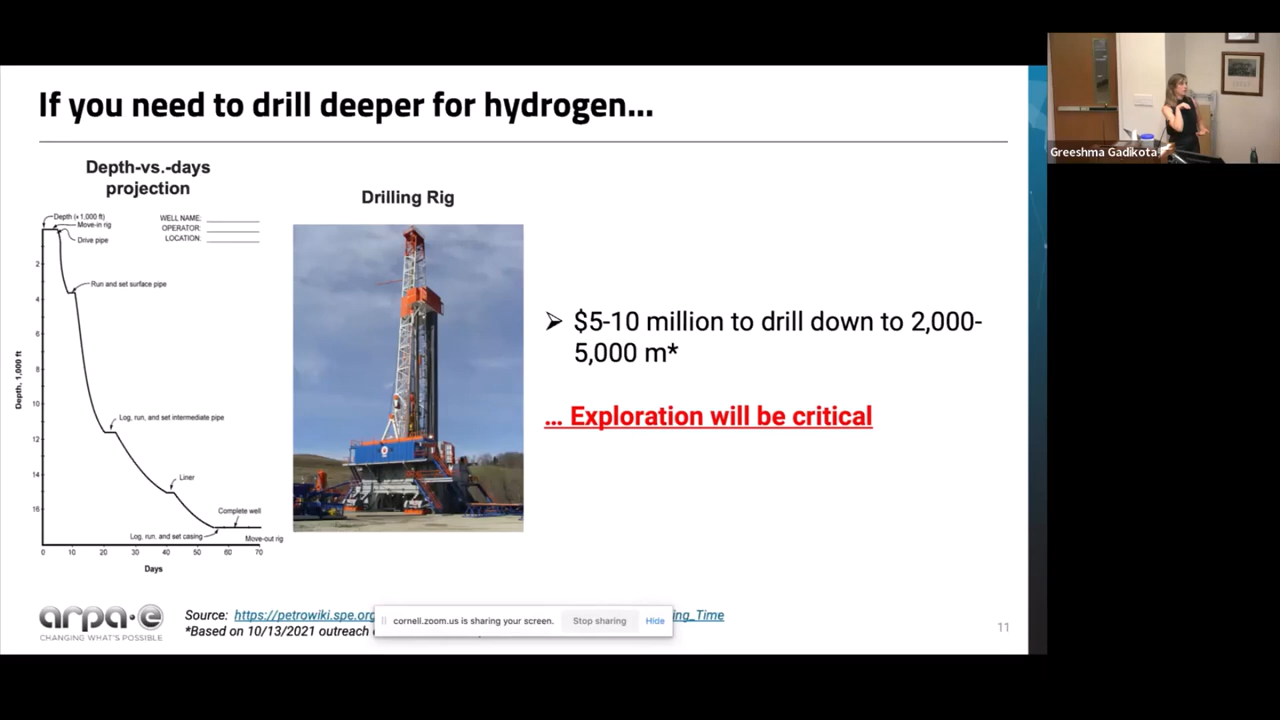 If you need to drill deeper for hydrogen...
Depth-vs.-days
projection
Depth (×1,000 ft)
Move-in rig
Drive pipe
WELL NAME:
OPERATOR:
LOCATION:
Run and set surface pipe
Log, run, and set intermediate pipe
Liner
Complete well
Log, run, and set casing
Move-out rig
2
4
6
8
10
12
14
16
Depth, 1,000 ft
0 10 20 30 40 50 60 70
Days
Drilling Rig
➢ $5-10 million to drill down to 2,000-
5,000 m*
... Exploration will be critical
arpa·e
CHANGING WHAT'S POSSIBLE
Source: https://petrowiki.spe.org
ing_Time
*Based on 10/13/2021 outreach
cornell.zoom.us is sharing your screen. Stop sharing Hide
11
Greeshma Gadikota